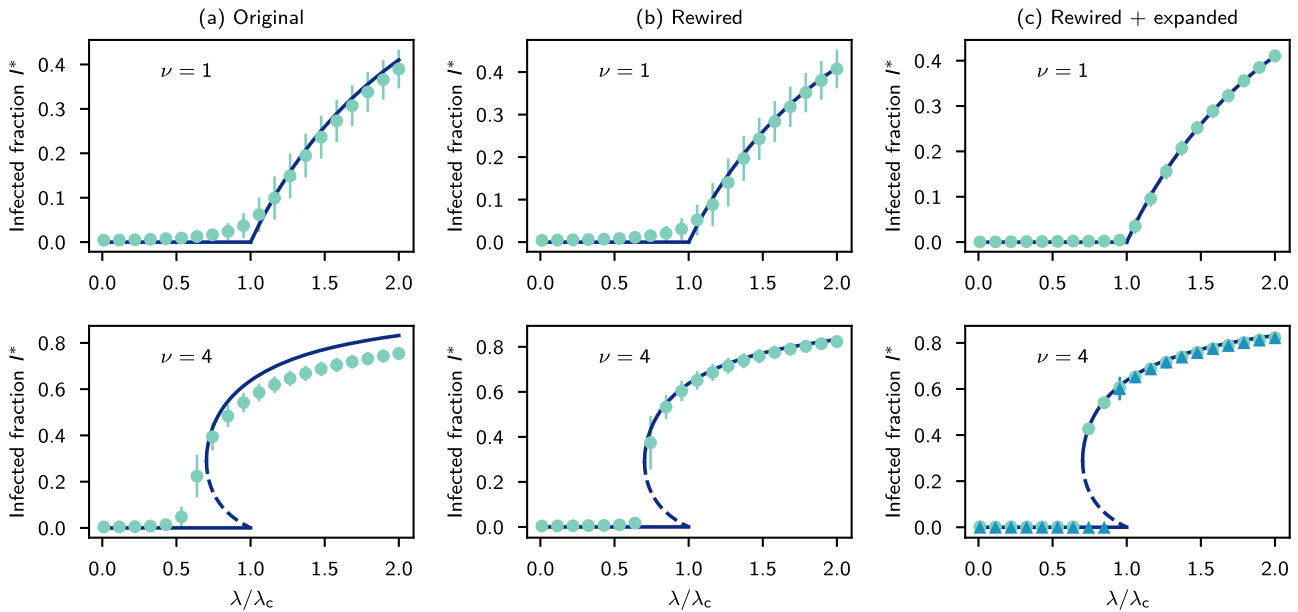 (a) Original
(b) Rewired
(c) Rewired + expanded
Infected fraction I*
0.4
0.3
0.2
0.1
0.0
ν = 1
0.0 0.5 1.0 1.5 2.0
Infected fraction I*
0.4
0.3
0.2
0.1
0.0
ν = 1
0.0 0.5 1.0 1.5 2.0
Infected fraction I*
0.4
0.3
0.2
0.1
0.0
ν = 1
0.0 0.5 1.0 1.5 2.0
Infected fraction I*
0.8
0.6
0.4
0.2
0.0
ν = 4
0.0 0.5 1.0 1.5 2.0
λ/λc
Infected fraction I*
0.8
0.6
0.4
0.2
0.0
ν = 4
0.0 0.5 1.0 1.5 2.0
λ/λc
Infected fraction I*
0.8
0.6
0.4
0.2
0.0
ν = 4
0.0 0.5 1.0 1.5 2.0
λ/λc